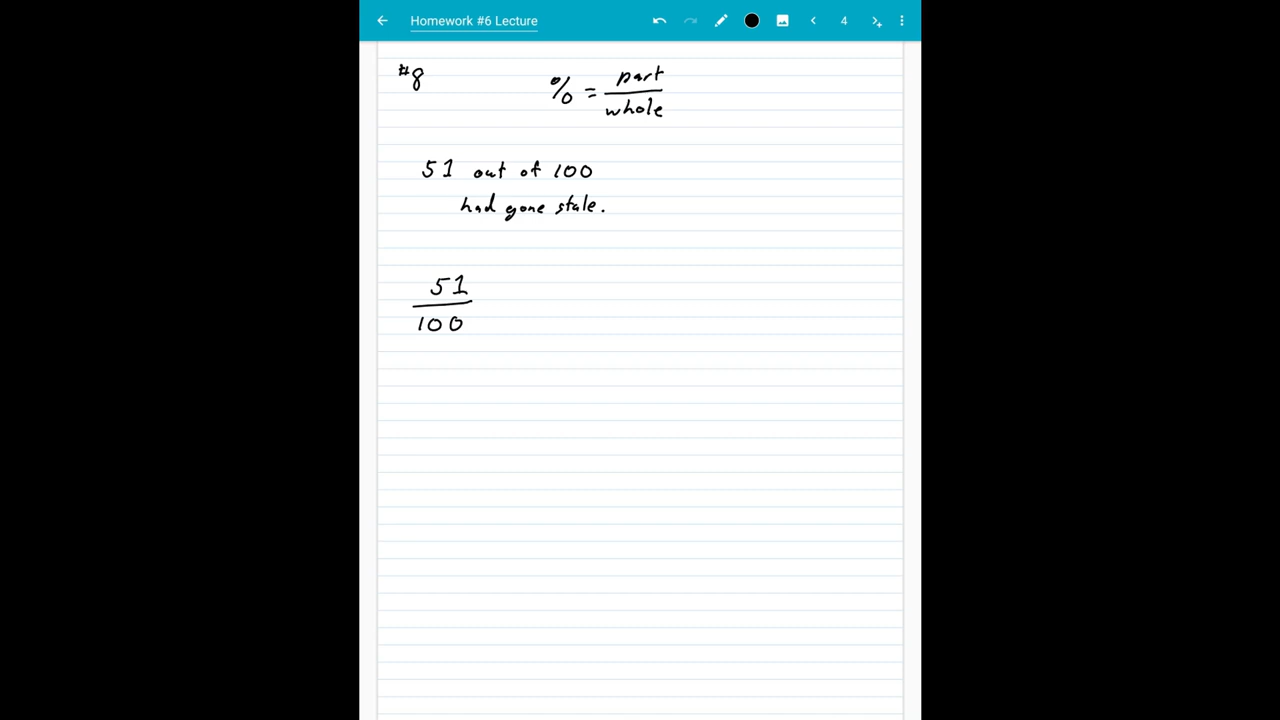 Homework #6 Lecture
4
#8
% = part
whole
51 out of 100
had gone stale.
51
100